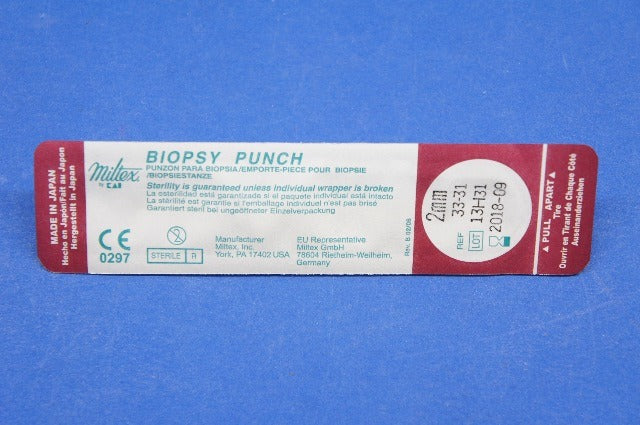 MADE IN JAPAN
Hecho en Japón/Fait au Japon
Hergestellt in Japan
Miltex
BIOPSY PUNCH
PUNZON PARA BIOPSIA/EMPORTE-PIECE POUR BIOPSIE
/BIOPSIESTANZE
Sterility is guaranteed unless individual wrapper is broken
La esterilidad está garantizada si el paquete individual está intacto
La stérilité est garantie si l'emballage individuel n'est pas brisé
Sterilität garantiert sei bei ungeöffneter Einzelverpackung
CE
0297
STERILE R
Manufacturer
Miltex, Inc.
York, PA 17402 USA
EU Representative
Miltex GmbH
78604 Rietheim-Weilheim,
Germany
2mm
REF 33-31
LOT 13H31
2018-09
▲ PULL APART ▲
Tire
Ouvrir en Tirant de Chaque Côté
Auseinanderziehen